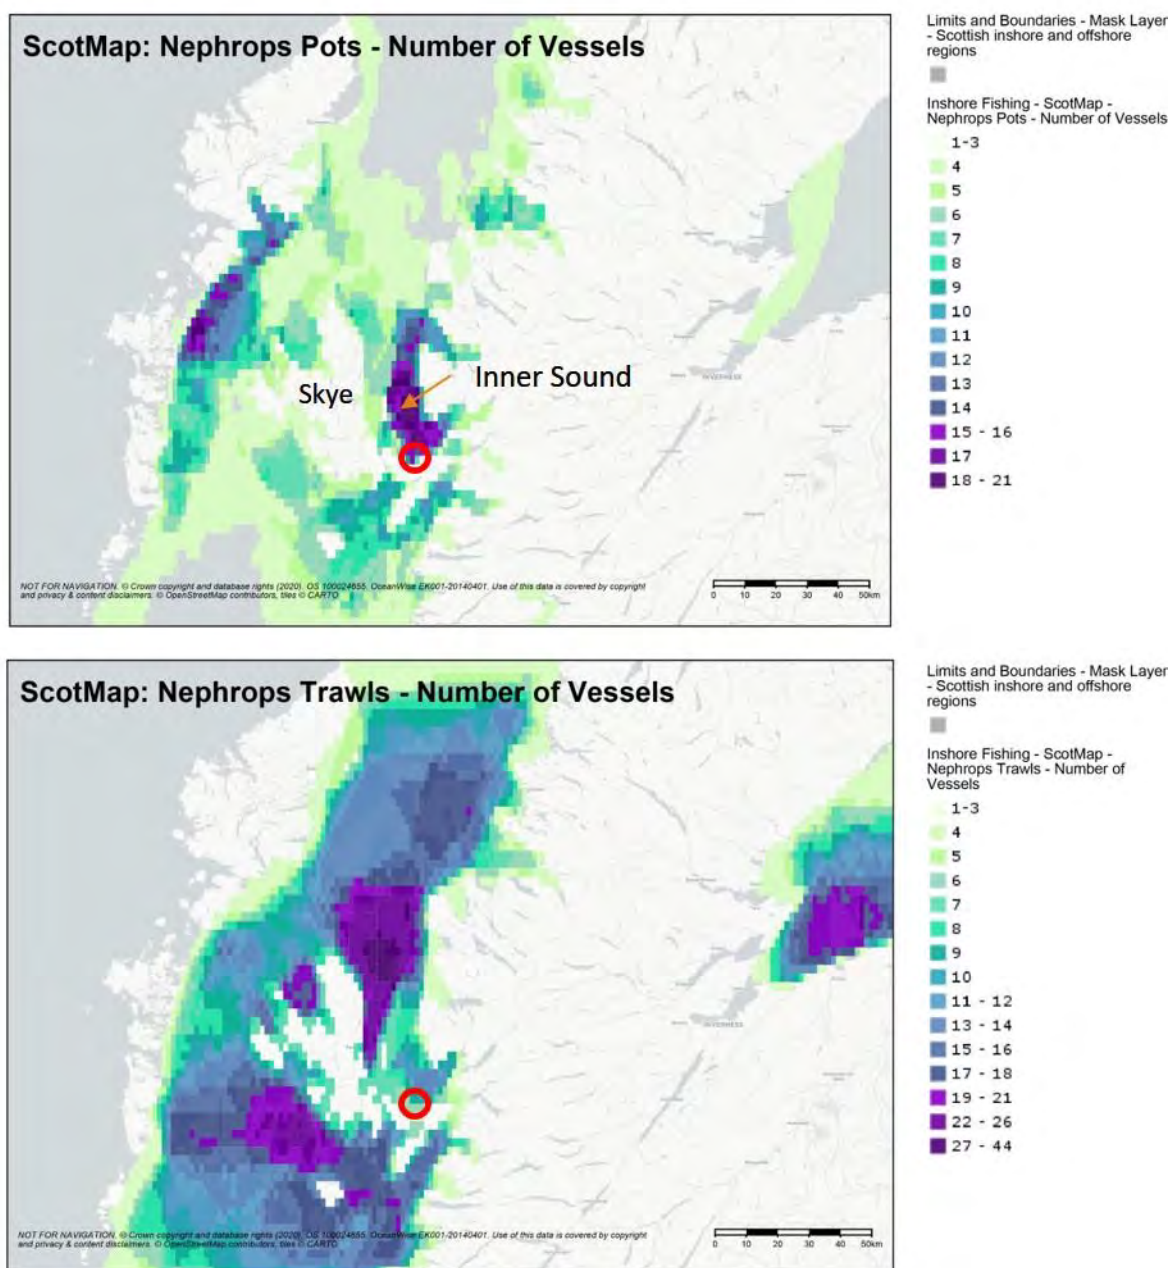 ScotMap: Nephrops Pots - Number of Vessels
Skye
Inner Sound
INVERNESS
NOT FOR NAVIGATION. © Crown copyright and database rights (2020). OS 100024655. OceanWise EK001-20140401. Use of this data is covered by copyright
and privacy & content disclaimers. © OpenStreetMap contributors, tiles © CARTO
0 10 20 30 40 50km
Limits and Boundaries - Mask Layer
- Scottish inshore and offshore
regions
Inshore Fishing - ScotMap -
Nephrops Pots - Number of Vessels
1-3
4
5
6
7
8
9
10
11
12
13
14
15 - 16
17
18 - 21
ScotMap: Nephrops Trawls - Number of Vessels
INVERNESS
NOT FOR NAVIGATION. © Crown copyright and database rights (2020). OS 100024655. OceanWise EK001-20140401. Use of this data is covered by copyright
and privacy & content disclaimers. © OpenStreetMap contributors, tiles © CARTO
0 10 20 30 40 50km
Limits and Boundaries - Mask Layer
- Scottish inshore and offshore
regions
Inshore Fishing - ScotMap -
Nephrops Trawls - Number of
Vessels
1-3
4
5
6
7
8
9
10
11 - 12
13 - 14
15 - 16
17 - 18
19 - 21
22 - 26
27 - 44